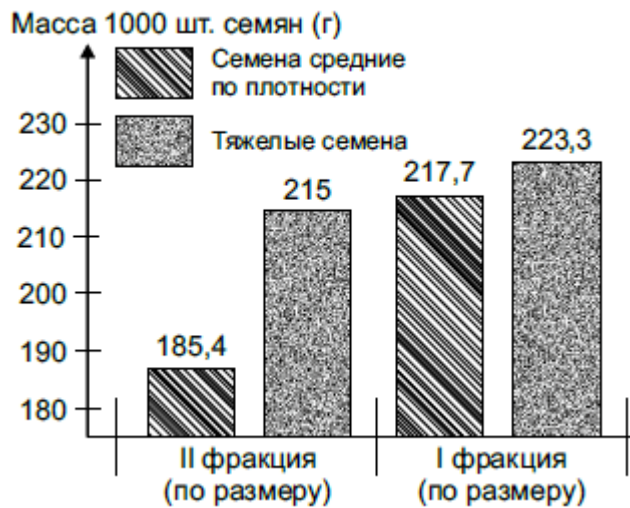 Масса 1000 шт. семян (г)
Семена средние
по плотности
Тяжелые семена
230
220
210
200
190
180
185,4
215
217,7
223,3
II фракция
(по размеру)
I фракция
(по размеру)